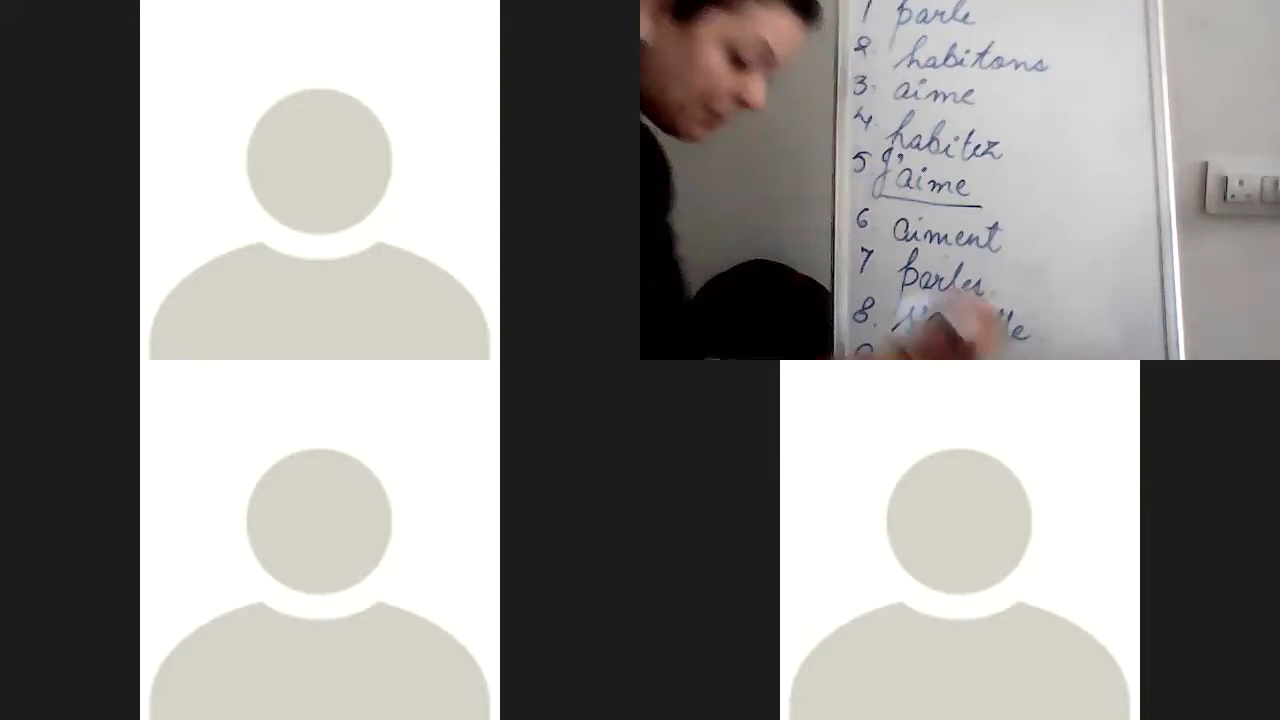 1 parle
2. habitons
3. aime
4. habitez
5 J'aime
6 aiment
7 parles
8.